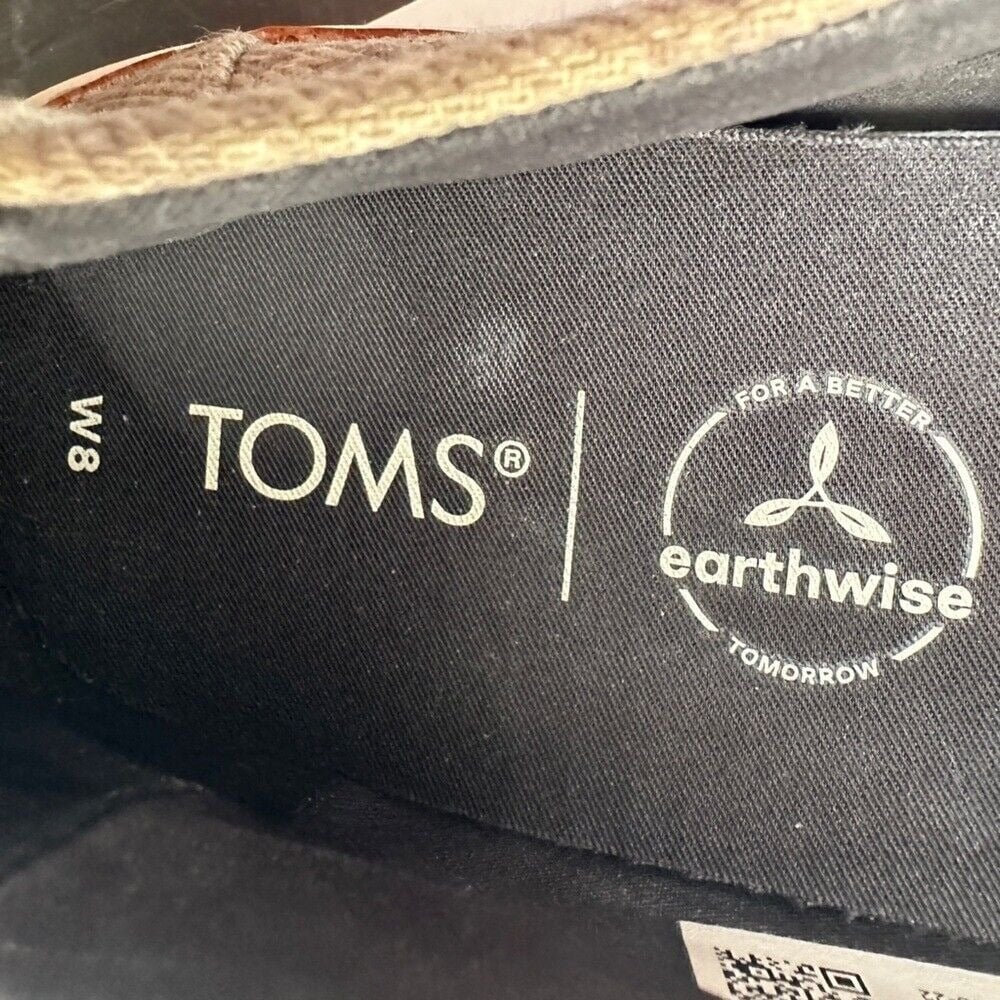 W8
TOMS®
FOR A BETTER
earthwise
TOMORROW